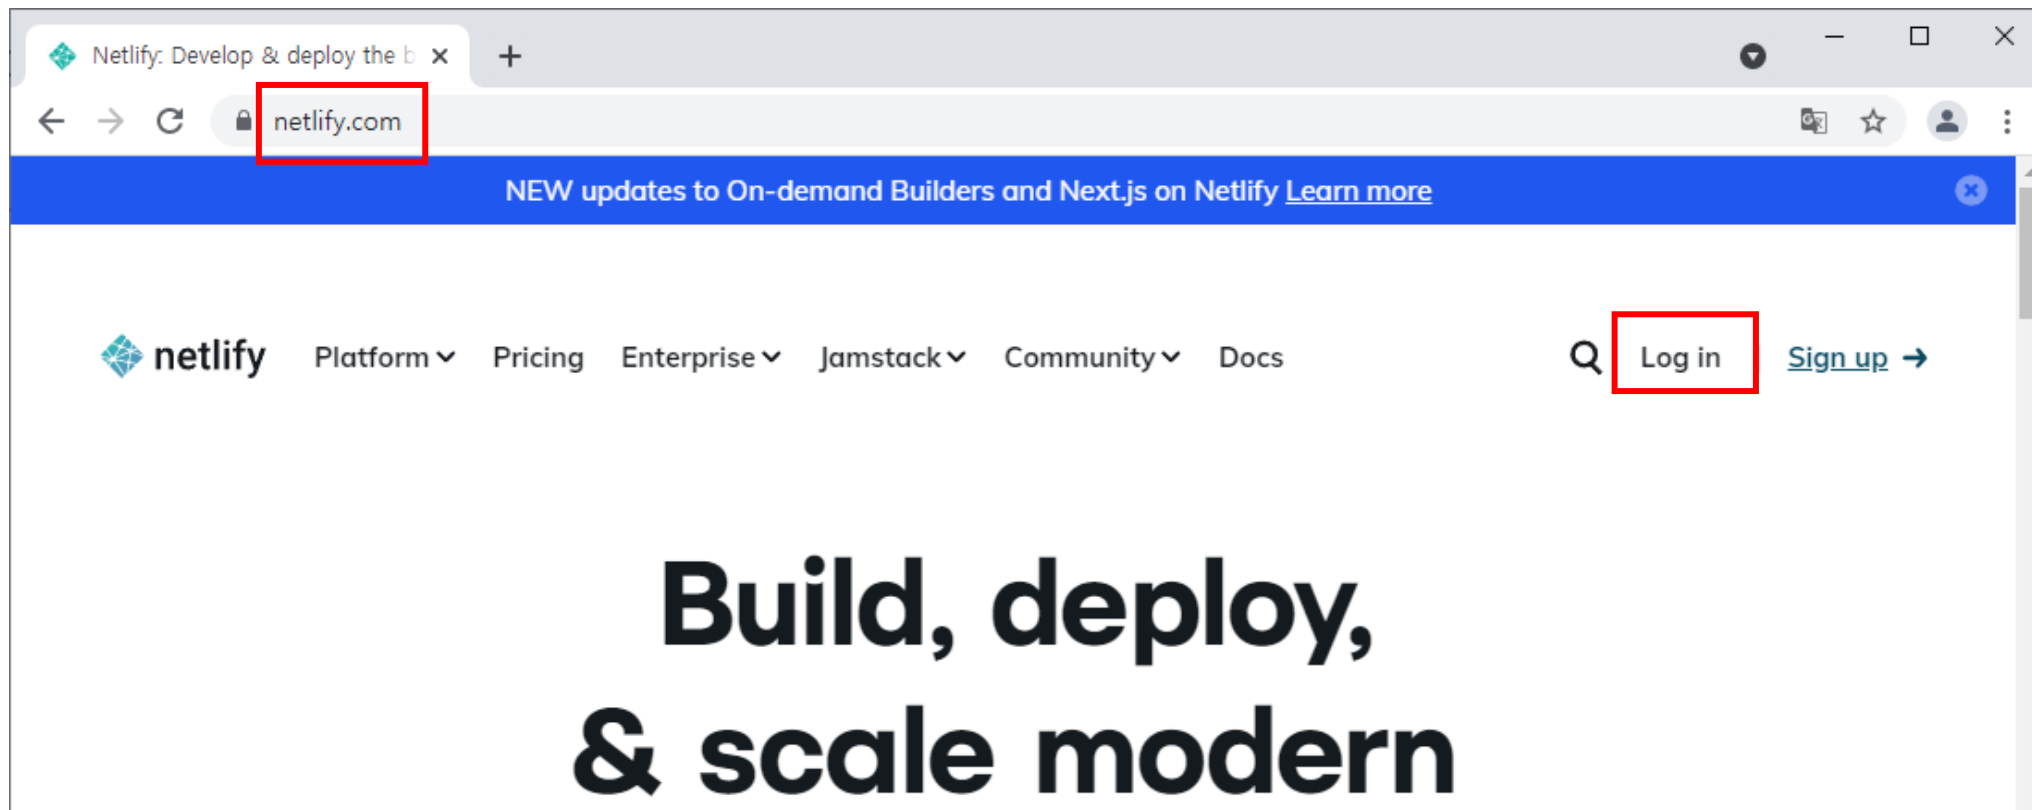 Netlify: Develop & deploy the b
netlify.com
NEW updates to On-demand Builders and Next.js on Netlify Learn more
netlify Platform Pricing Enterprise Jamstack Community Docs Log in Sign up
Build, deploy,
& scale modern